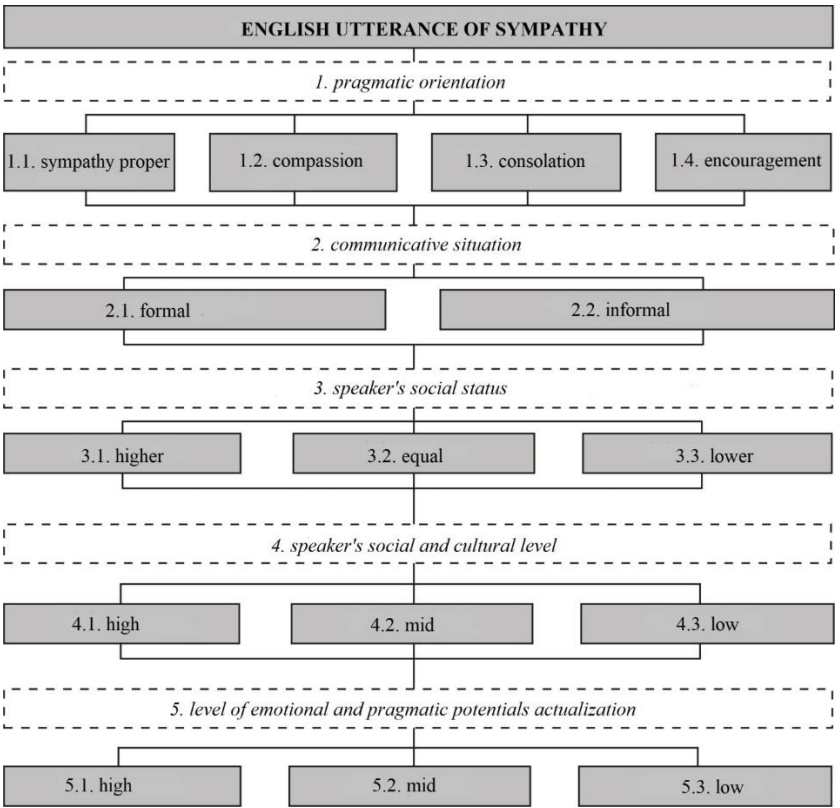 ENGLISH UTTERANCE OF SYMPATHY
1. pragmatic orientation
1.1. sympathy proper
1.2. compassion
1.3. consolation
1.4. encouragement
2. communicative situation
2.1. formal
2.2. informal
3. speaker's social status
3.1. higher
3.2. equal
3.3. lower
4. speaker's social and cultural level
4.1. high
4.2. mid
4.3. low
5. level of emotional and pragmatic potentials actualization
5.1. high
5.2. mid
5.3. low